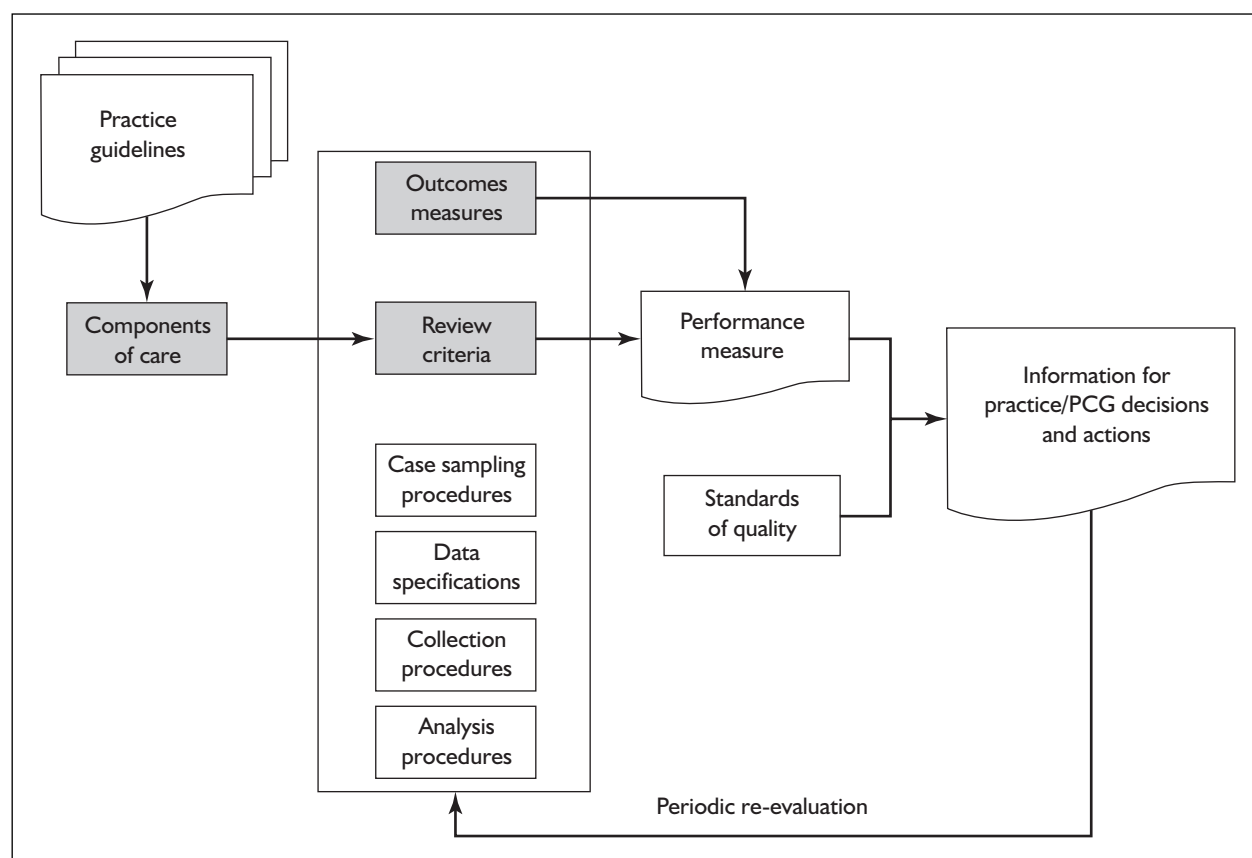 Practice
guidelines
Outcomes
measures
Components
of care
Review
criteria
Performance
measure
Information for
practice/PCG decisions
and actions
Case sampling
procedures
Standards
of quality
Data
specifications
Collection
procedures
Analysis
procedures
Periodic re-evaluation